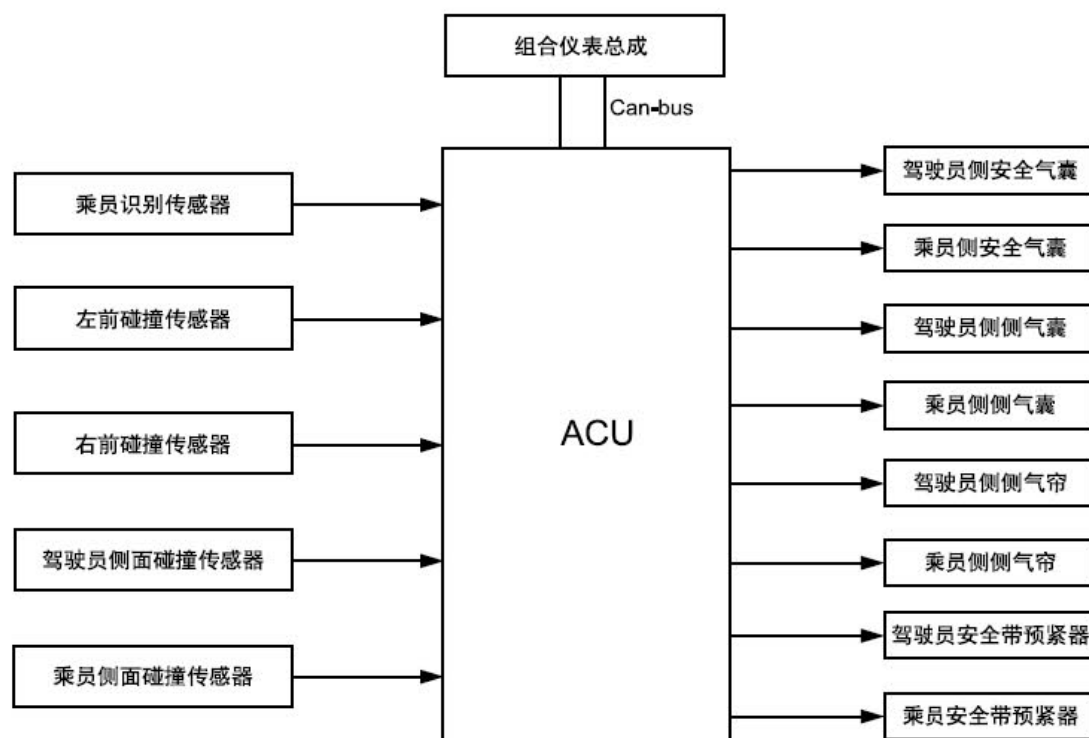 组合仪表总成
Can-bus
乘员识别传感器
左前碰撞传感器
右前碰撞传感器
驾驶员侧面碰撞传感器
乘员侧面碰撞传感器
ACU
驾驶员侧安全气囊
乘员侧安全气囊
驾驶员侧侧气囊
乘员侧侧气囊
驾驶员侧侧气帘
乘员侧侧气帘
驾驶员安全带预紧器
乘员安全带预紧器